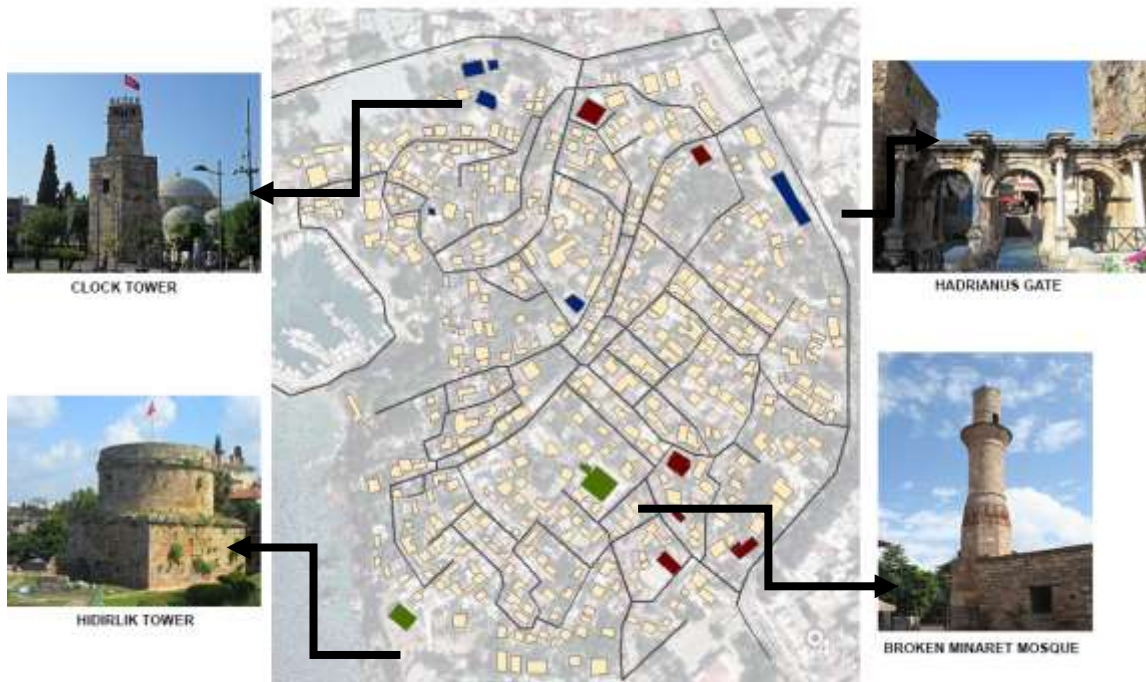 CLOCK TOWER
HADRIANUS GATE
HIDIRLIK TOWER
BROKEN MINARET MOSQUE